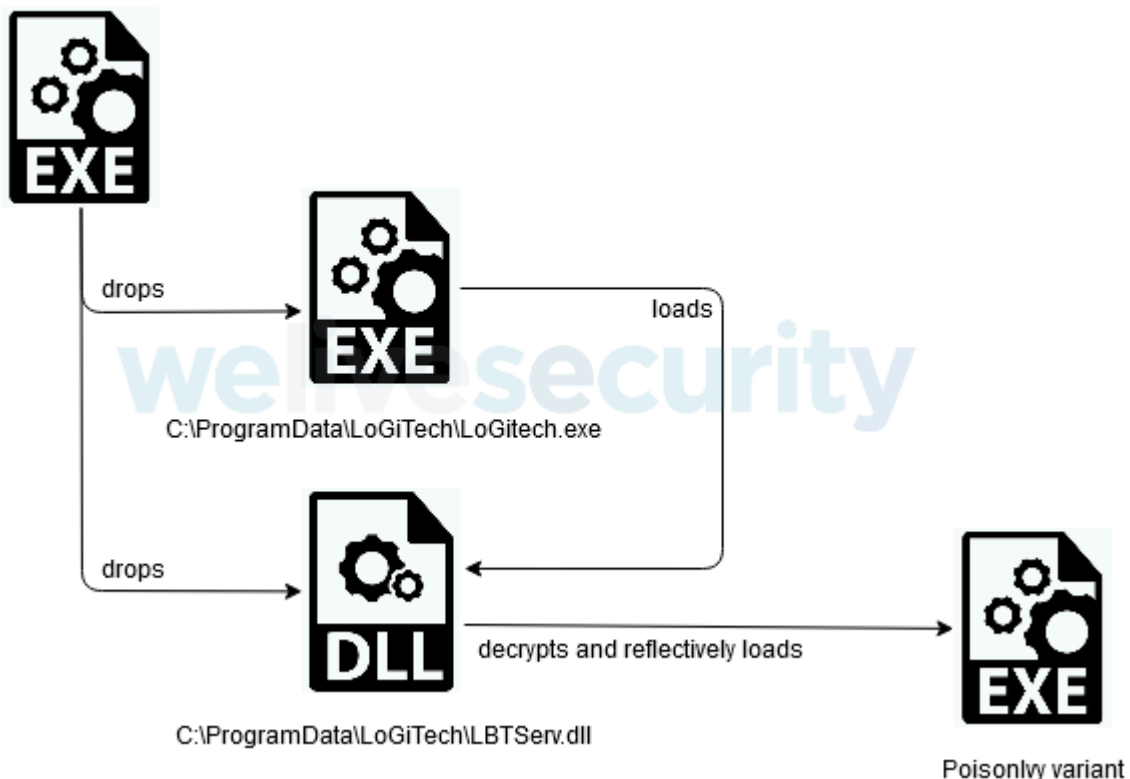 EXE
drops
EXE
loads
welivesecurity
C:\ProgramData\LoGiTech\LoGitech.exe
drops
DLL
decrypts and reflectively loads
EXE
C:\ProgramData\LoGiTech\LBTServ.dll
PoisonIvy variant